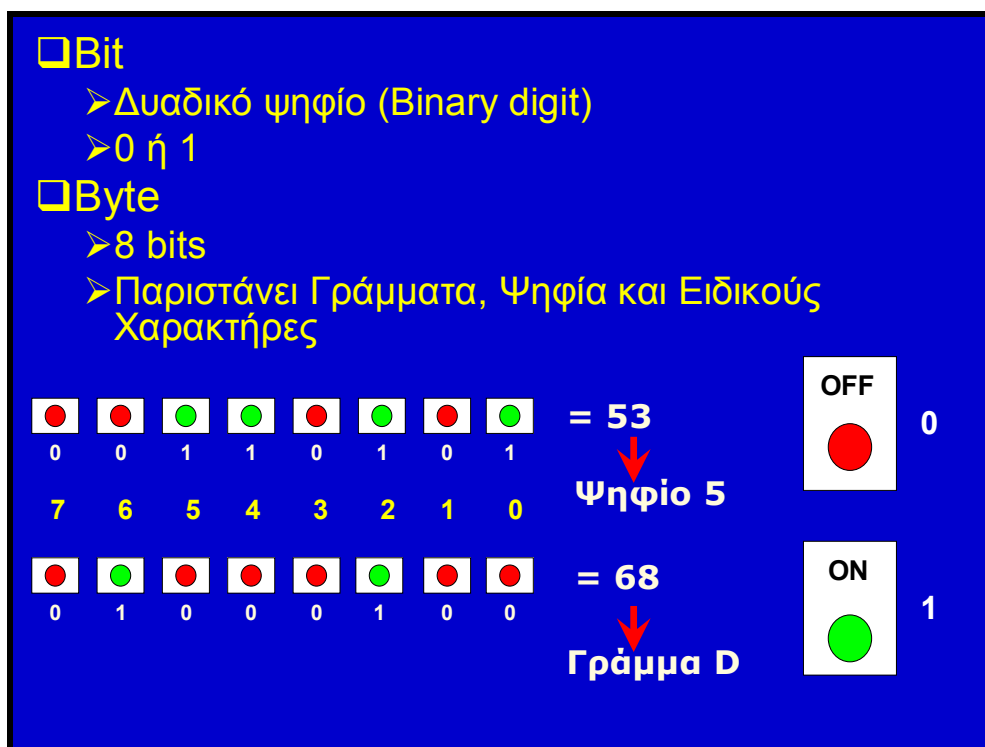 Bit
Δυαδικό ψηφίο (Binary digit)
0 ή 1
Byte
8 bits
Παριστάνει Γράμματα, Ψηφία και Ειδικούς
Χαρακτήρες
0 0 1 1 0 1 0 1
= 53
Ψηφίο 5
7 6 5 4 3 2 1 0
0 1 0 0 0 1 0 0
= 68
Γράμμα D
OFF
0
ON
1